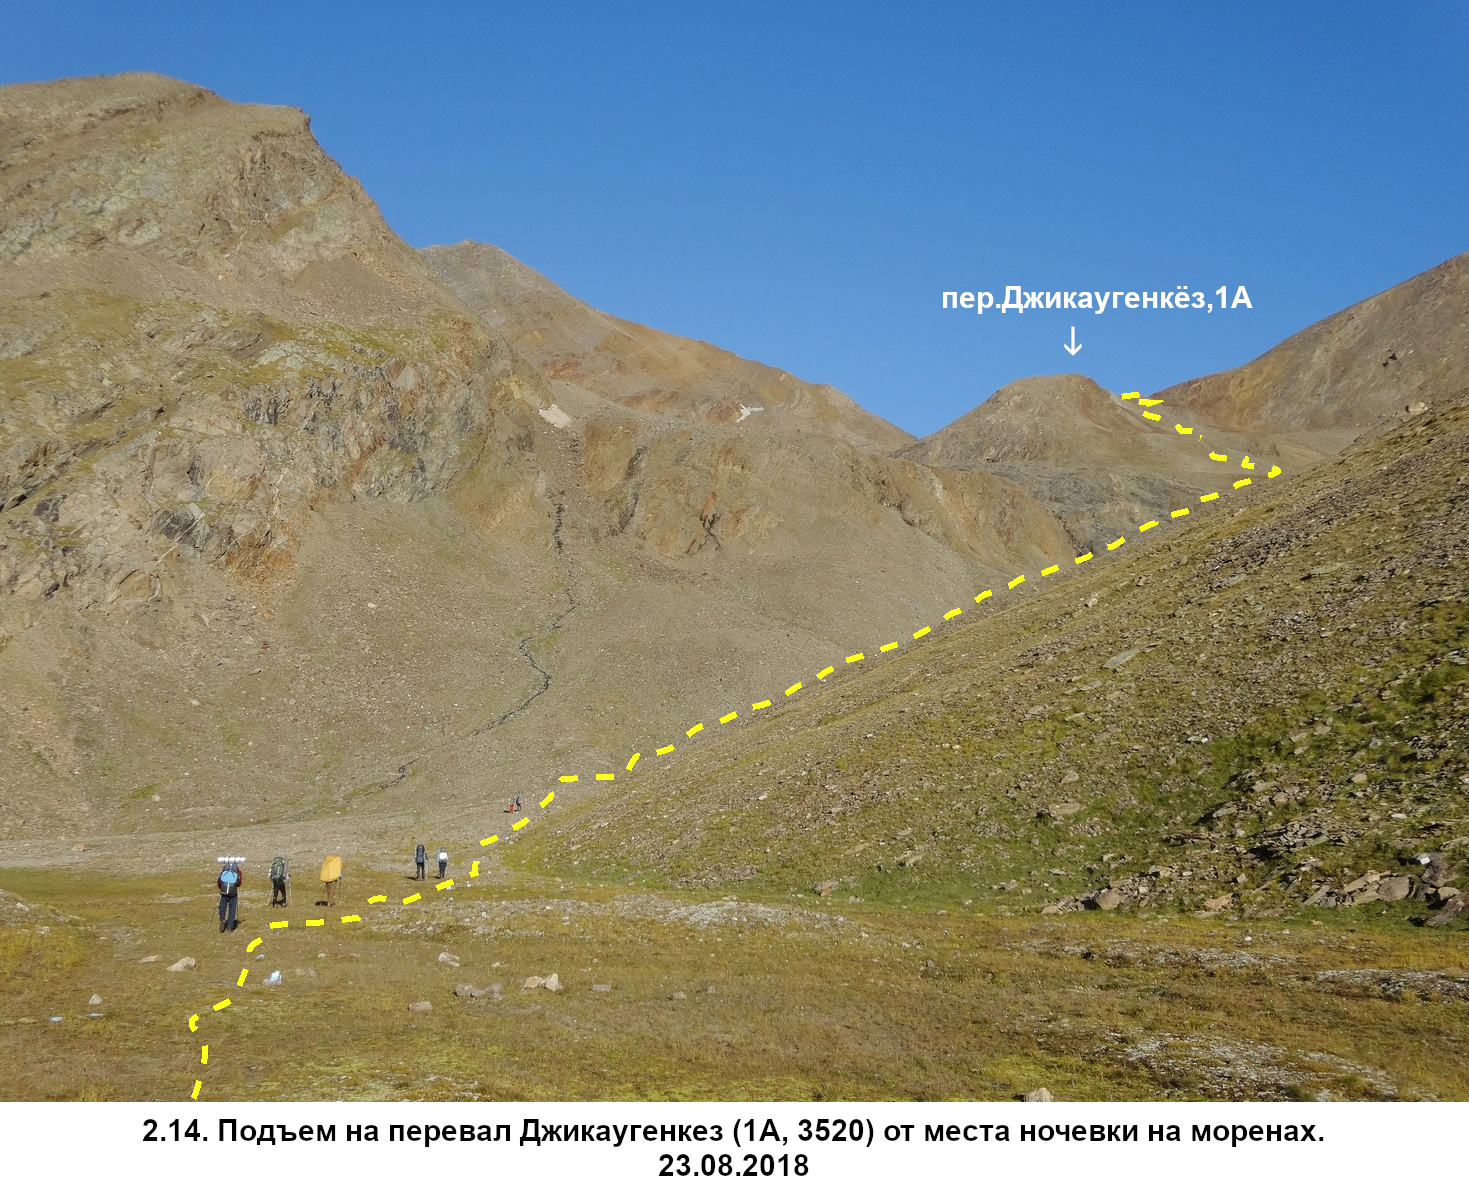 пер.Джикаугенкёз,1А
↓
2.14. Подъем на перевал Джикаугенкез (1А, 3520) от места ночевки на моренах.
23.08.2018